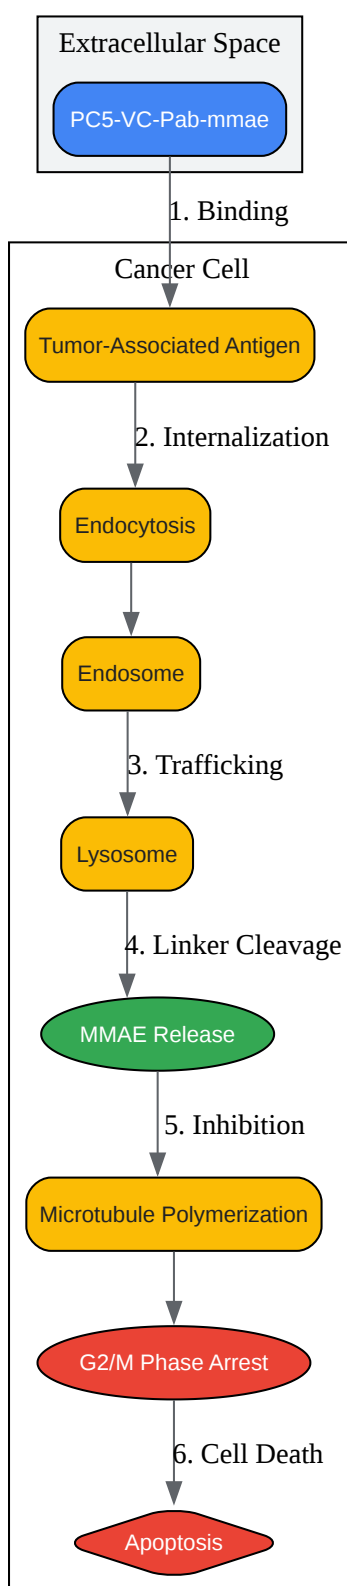 Extracellular Space
PC5-VC-Pab-mmae
1. Binding
Cancer Cell
Tumor-Associated Antigen
2. Internalization
Endocytosis
Endosome
3. Trafficking
Lysosome
4. Linker Cleavage
MMAE Release
5. Inhibition
Microtubule Polymerization
G2/M Phase Arrest
6. Cell Death
Apoptosis